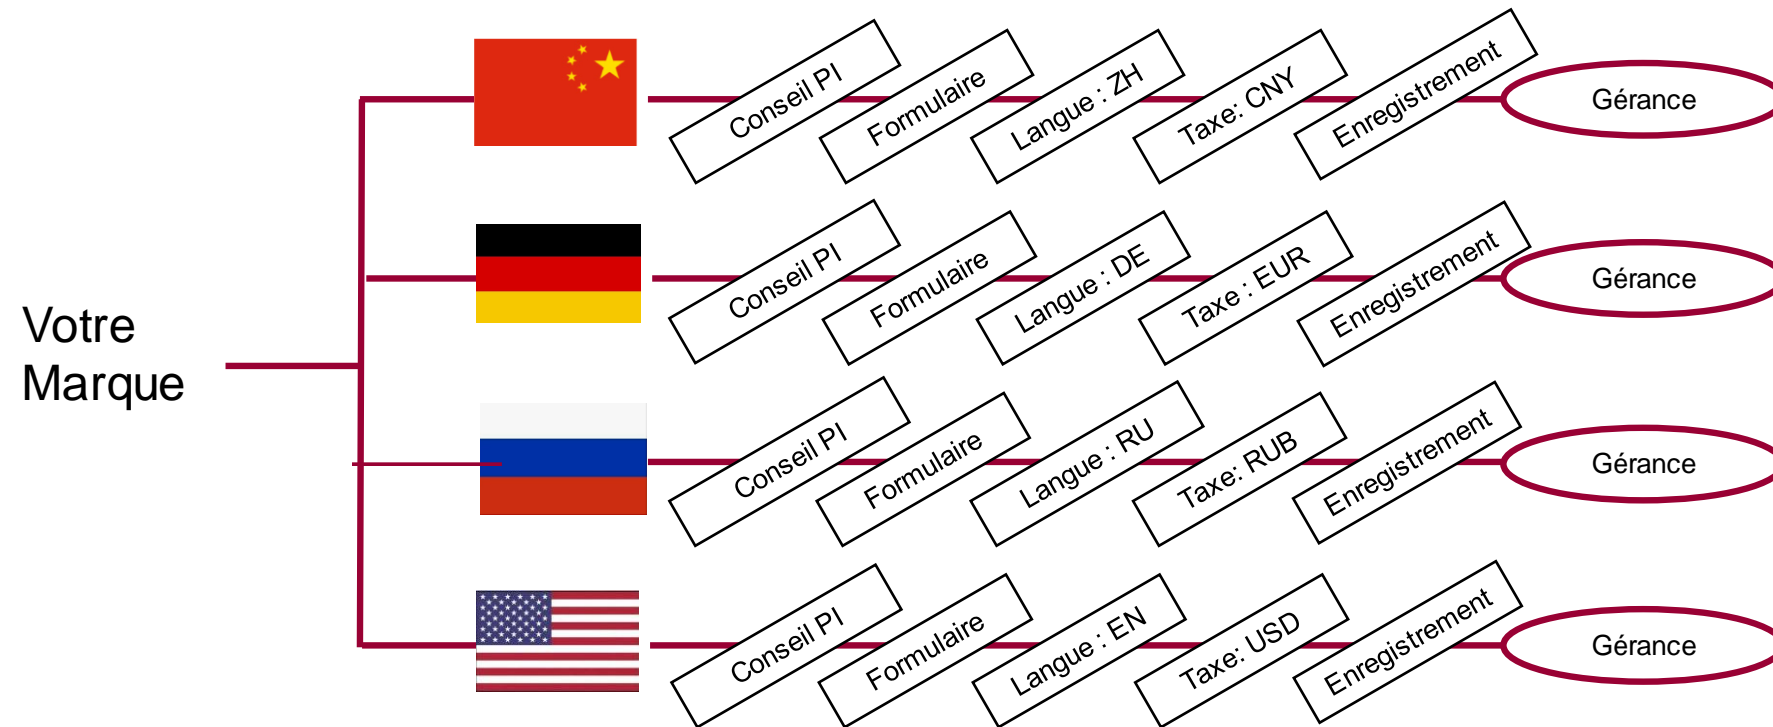 Votre
Marque
Conseil PI
Formulaire
Langue : ZH
Taxe: CNY
Enregistrement
Gérance
Conseil PI
Formulaire
Langue : DE
Taxe : EUR
Enregistrement
Gérance
Conseil PI
Formulaire
Langue : RU
Taxe: RUB
Enregistrement
Gérance
Conseil PI
Formulaire
Langue : EN
Taxe: USD
Enregistrement
Gérance